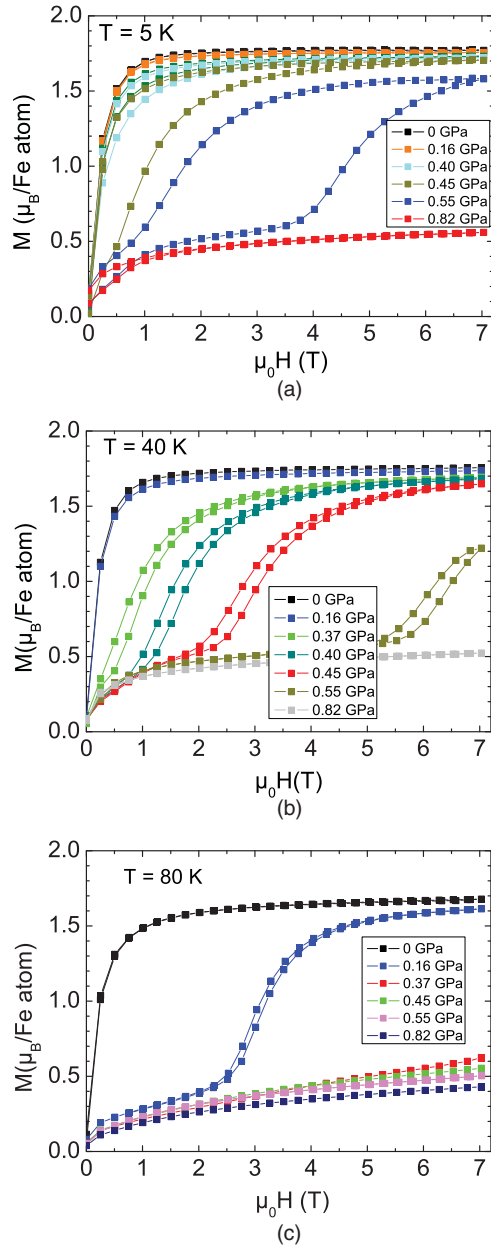 T = 5 K
2.0
1.5
1.0
0.5
0.0
M (μB/Fe atom)
0 GPa
0.16 GPa
0.40 GPa
0.45 GPa
0.55 GPa
0.82 GPa
0 1 2 3 4 5 6 7
μ0H (T)
(a)
T = 40 K
2.0
1.5
1.0
0.5
0.0
M(μB/Fe atom)
0 GPa
0.16 GPa
0.37 GPa
0.40 GPa
0.45 GPa
0.55 GPa
0.82 GPa
0 1 2 3 4 5 6 7
μ0H(T)
(b)
T = 80 K
2.0
1.5
1.0
0.5
0.0
M(μB/Fe atom)
0 GPa
0.16 GPa
0.37 GPa
0.45 GPa
0.55 GPa
0.82 GPa
0 1 2 3 4 5 6 7
μ0H (T)
(c)